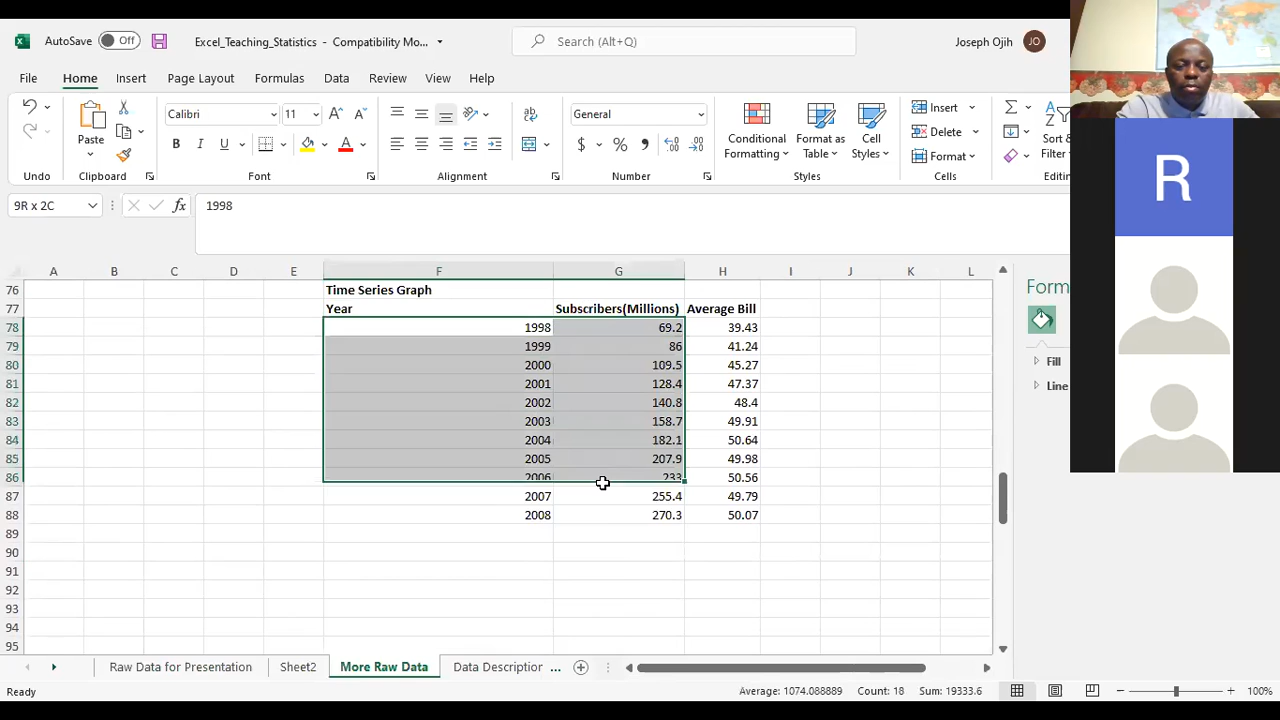 AutoSave Off Excel_Teaching_Statistics - Compatibility Mo... Search (Alt+Q) Joseph Ojih JO
File Home Insert Page Layout Formulas Data Review View Help
Paste Calibri 11 General Conditional Formatting Format as Table Cell Styles Insert Delete Format Sort & Filter
B I U A $ % ,
Undo Clipboard Font Alignment Number Styles Cells Editi
9R x 2C fx 1998
A B C D E F G H I J K L
76 Time Series Graph
77 Year Subscribers(Millions) Average Bill
78 1998 69.2 39.43
79 1999 86 41.24
80 2000 109.5 45.27
81 2001 128.4 47.37
82 2002 140.8 48.4
83 2003 158.7 49.91
84 2004 182.1 50.64
85 2005 207.9 49.98
86 2006 233 50.56
87 2007 255.4 49.79
88 2008 270.3 50.07
89
90
91
92
93
94
95
Form
Fill
Line
R
Raw Data for Presentation Sheet2 More Raw Data Data Description ...
Ready Average: 1074.088889 Count: 18 Sum: 19333.6 100%